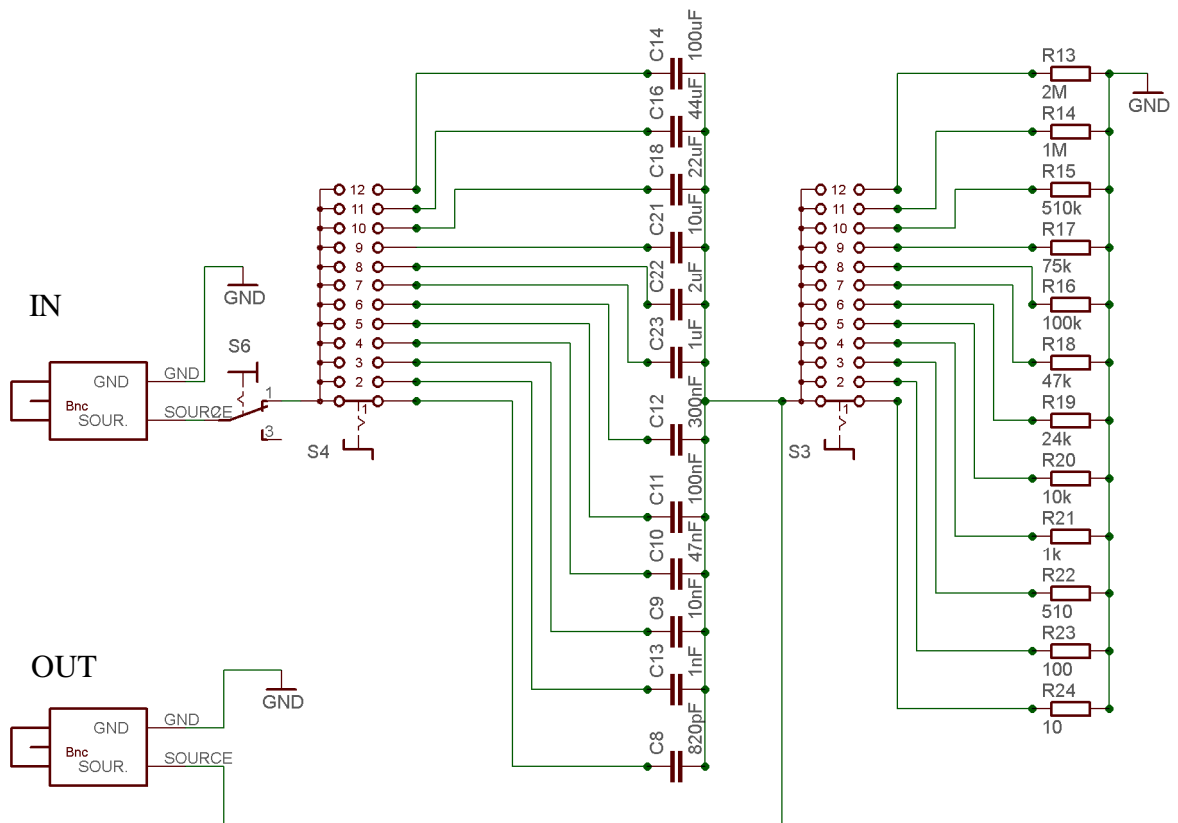 IN
GND
S6
GND
GND
Bnc
SOUR.
SOURCE
2
1
3
12
11
10
9
8
7
6
5
4
3
2
1
S4
C14
100uF
C16
44uF
C18
22uF
C21
10uF
C22
2uF
C23
1uF
C12
300nF
C11
100nF
C10
47nF
C9
10nF
C13
1nF
C8
820pF
12
11
10
9
8
7
6
5
4
3
2
1
S3
R13
2M
GND
R14
1M
R15
510k
R17
75k
R16
100k
R18
47k
R19
24k
R20
10k
R21
1k
R22
510
R23
100
R24
10
OUT
GND
GND
GND
Bnc
SOUR.
SOURCE